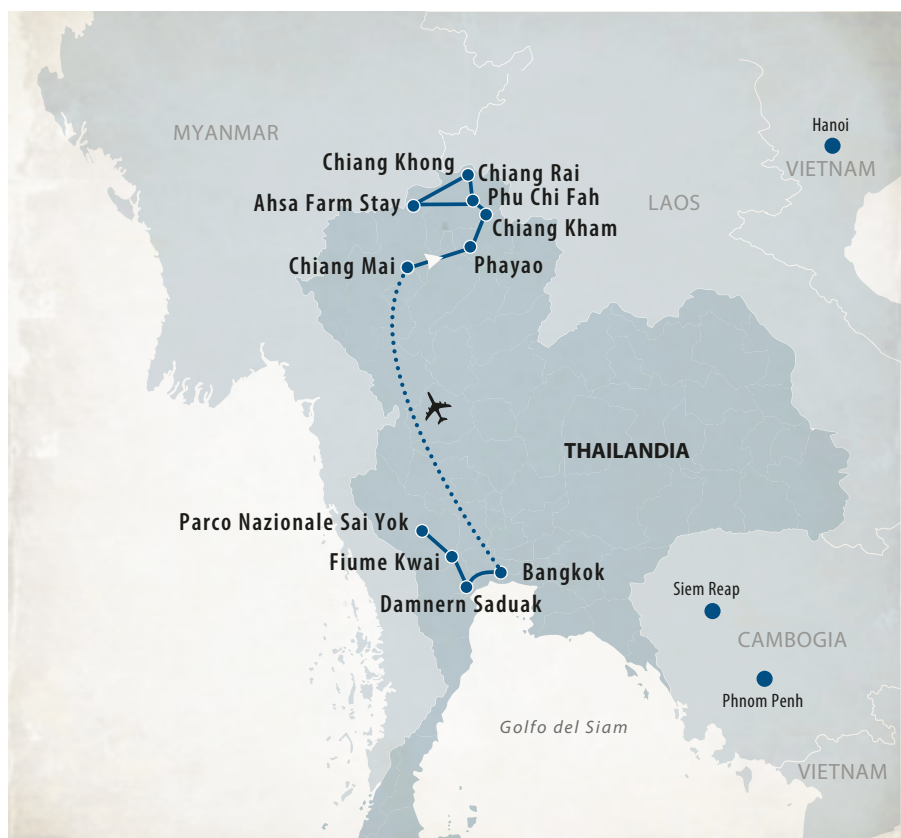 Hanoi
MYANMAR
VIETNAM
Chiang Khong
Chiang Rai
Ahsa Farm Stay
Phu Chi Fah
LAOS
Chiang Kham
Chiang Mai
Phayao
THAILANDIA
Parco Nazionale Sai Yok
Fiume Kwai
Bangkok
Damnern Saduak
Siem Reap
CAMBOGIA
Phnom Penh
Golfo del Siam
VIETNAM